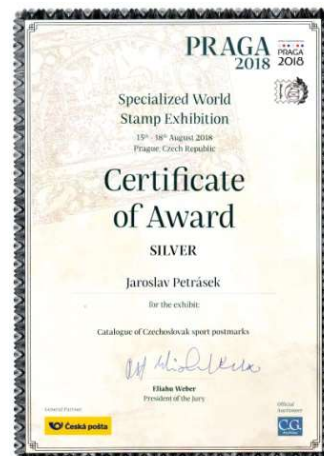 PRAGA
2018
PRAGA
2018
Specialized World
Stamp Exhibition
15th - 18th August 2018
Prague, Czech Republic
Certificate
of Award
SILVER
Jaroslav Petrásek
for the exhibit:
Catalogue of Czechoslovak sport postmarks
Eliahu Weber
President of the Jury
General Partner
Česká pošta
Official
Auctioneer
C.G.